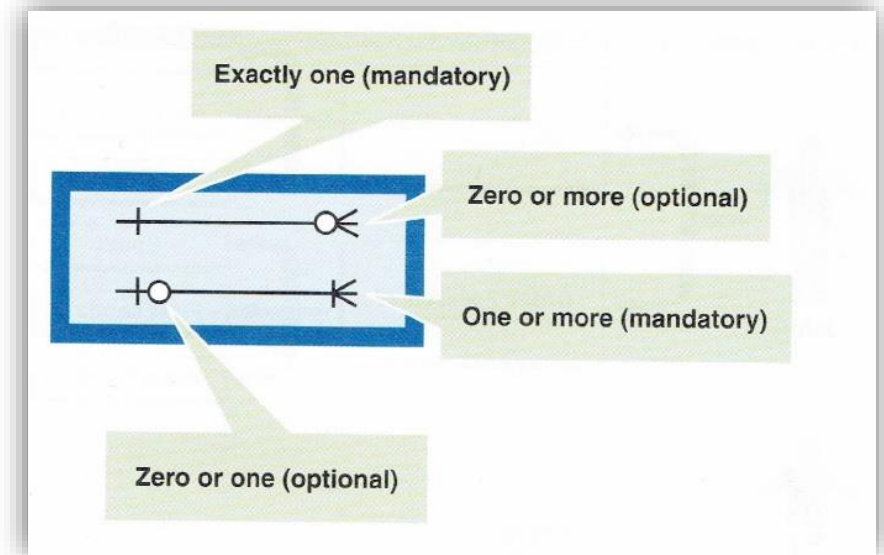 Exactly one (mandatory)
Zero or more (optional)
One or more (mandatory)
Zero or one (optional)